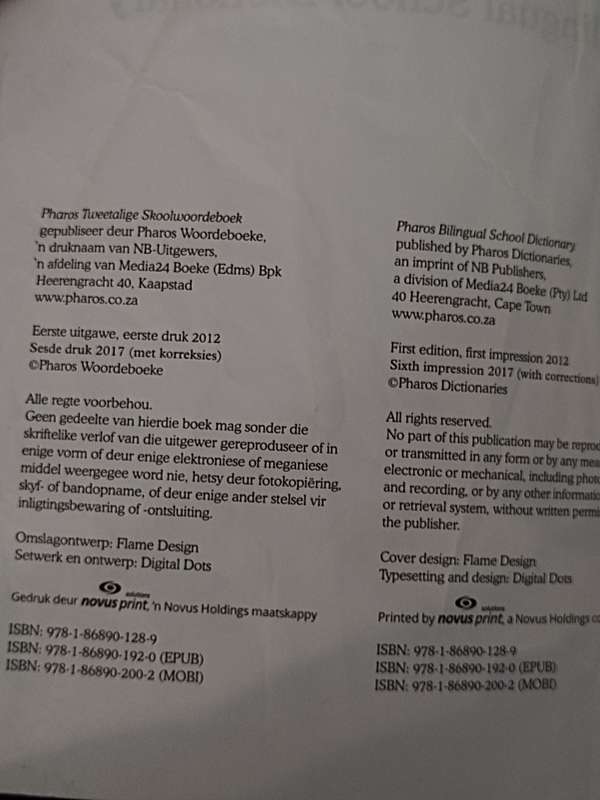 Pharos Tweetalige Skoolwoordeboek
gepubliseer deur Pharos Woordeboeke,
'n druknaam van NB-Uitgewers,
'n afdeling van Media24 Boeke (Edms) Bpk
Heerengracht 40, Kaapstad
www.pharos.co.za
Eerste uitgawe, eerste druk 2012
Sesde druk 2017 (met korreksies)
©Pharos Woordeboeke
Alle regte voorbehou.
Geen gedeelte van hierdie boek mag sonder die
skriftelike verlof van die uitgewer gereproduseer of in
enige vorm of deur enige elektroniese of meganiese
middel weergegee word nie, hetsy deur fotokopiëring,
skyf- of bandopname, of deur enige ander stelsel vir
inligtingsbewaring of -ontsluiting.
Omslagontwerp: Flame Design
Setwerk en ontwerp: Digital Dots
solutions
Gedruk deur novus print, 'n Novus Holdings maatskappy
ISBN: 978-1-86890-128-9
ISBN: 978-1-86890-192-0 (EPUB)
ISBN: 978-1-86890-200-2 (MOBI)
Pharos Bilingual School Dictionary
published by Pharos Dictionaries,
an imprint of NB Publishers,
a division of Media24 Boeke (Pty) Ltd
40 Heerengracht, Cape Town
www.pharos.co.za
First edition, first impression 2012
Sixth impression 2017 (with corrections)
©Pharos Dictionaries
All rights reserved.
No part of this publication may be reproc
or transmitted in any form or by any mea
electronic or mechanical, including photo
and recording, or by any other informatio
or retrieval system, without written permi
the publisher.
Cover design: Flame Design
Typesetting and design: Digital Dots
solutions
Printed by novus print, a Novus Holdings co
ISBN: 978-1-86890-128-9
ISBN: 978-1-86890-192-0 (EPUB)
ISBN: 978-1-86890-200-2 (MOBI)